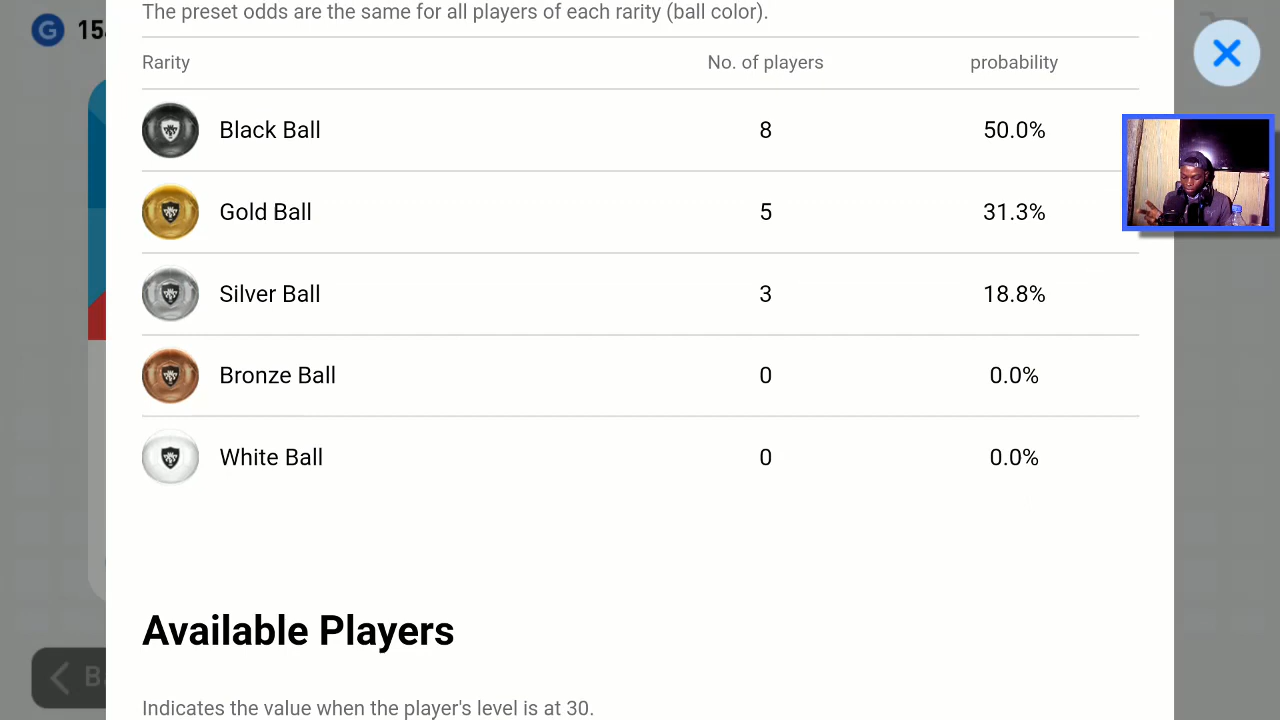 G 15
The preset odds are the same for all players of each rarity (ball color).
Rarity No. of players probability
Black Ball 8 50.0%
Gold Ball 5 31.3%
Silver Ball 3 18.8%
Bronze Ball 0 0.0%
White Ball 0 0.0%
Available Players
B
Indicates the value when the player's level is at 30.